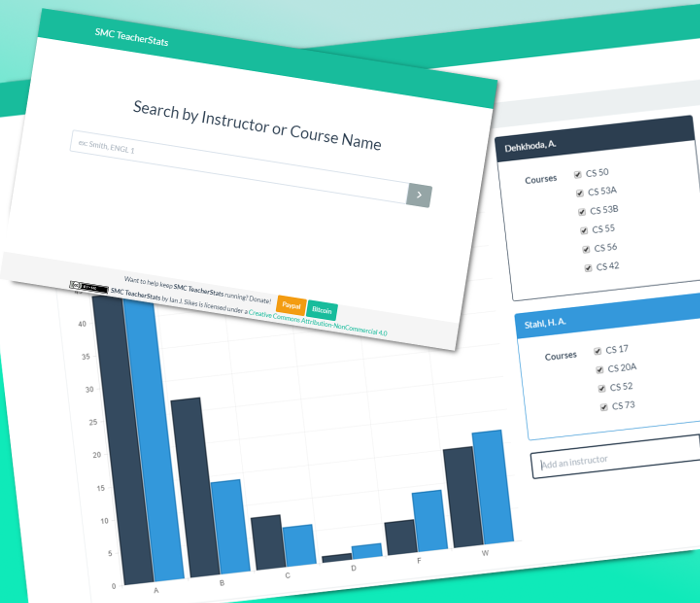 SMC TeacherStats
Search by Instructor or Course Name
ex: Smith, ENGL 1
Want to help keep SMC TeacherStats running? Donate! Paypal Bitcoin
SMC TeacherStats by Ian J. Sikes is licensed under a Creative Commons Attribution-NonCommercial 4.0
Dehkhoda, A.
Courses
CS 50
CS 53A
CS 53B
CS 55
CS 56
CS 42
Stahl, H. A.
Courses
CS 17
CS 20A
CS 52
CS 73
Add an instructor
40
35
30
25
20
15
10
5
0
A
B
C
D
F
W